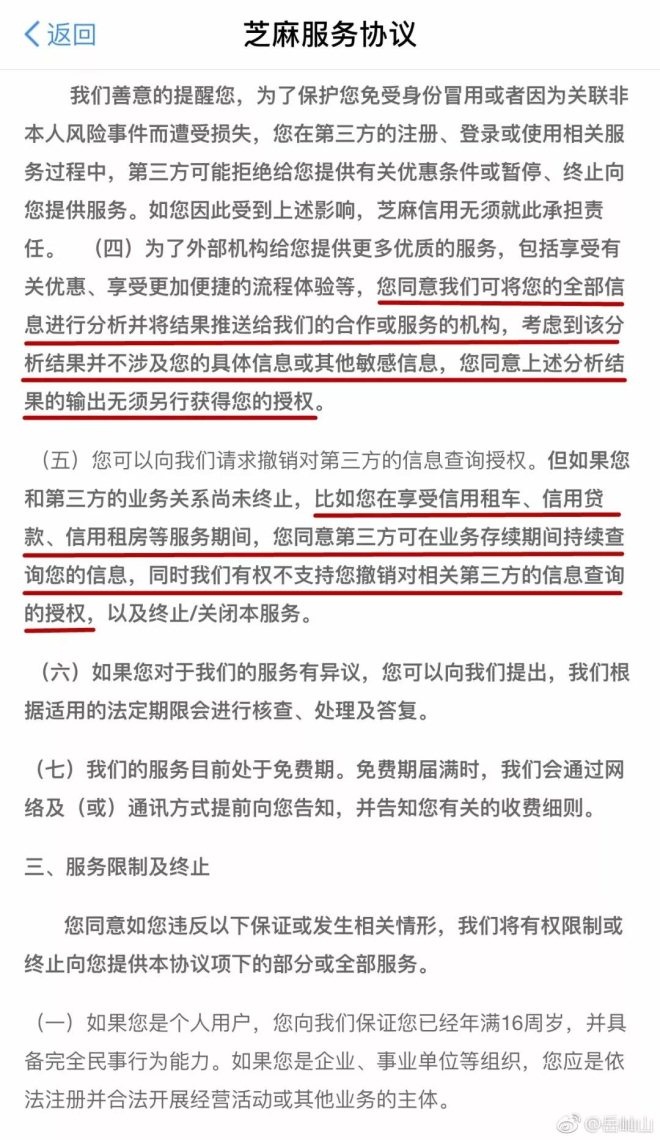 返回
芝麻服务协议
我们善意的提醒您，为了保护您免受身份冒用或者因为关联非
本人风险事件而遭受损失，您在第三方的注册、登录或使用相关服
务过程中，第三方可能拒绝给您提供有关优惠条件或暂停、终止向
您提供服务。如您因此受到上述影响，芝麻信用无须就此承担责
任。 （四）为了外部机构给您提供更多优质的服务，包括享受有
关优惠、享受更加便捷的流程体验等，您同意我们可将您的全部信
息进行分析并将结果推送给我们的合作或服务的机构，考虑到该分
析结果并不涉及您的具体信息或其他敏感信息，您同意上述分析结
果的输出无须另行获得您的授权。
（五）您可以向我们请求撤销对第三方的信息查询授权。但如果您
和第三方的业务关系尚未终止，比如您在享受信用租车、信用贷
款、信用租房等服务期间，您同意第三方可在业务存续期间持续查
询您的信息，同时我们有权不支持您撤销对相关第三方的信息查询
的授权，以及终止/关闭本服务。
（六）如果您对于我们的服务有异议，您可以向我们提出，我们根
据适用的法定期限会进行核查、处理及答复。
（七）我们的服务目前处于免费期。免费期届满时，我们会通过网
络及（或）通讯方式提前向您告知，并告知您有关的收费细则。
三、服务限制及终止
您同意如您违反以下保证或发生相关情形，我们将有权限制或
终止向您提供本协议项下的部分或全部服务。
（一）如果您是个人用户，您向我们保证您已经年满16周岁，并具
备完全民事行为能力。如果您是企业、事业单位等组织，您应是依
法注册并合法开展经营活动或其他业务的主体。
@岳屾山